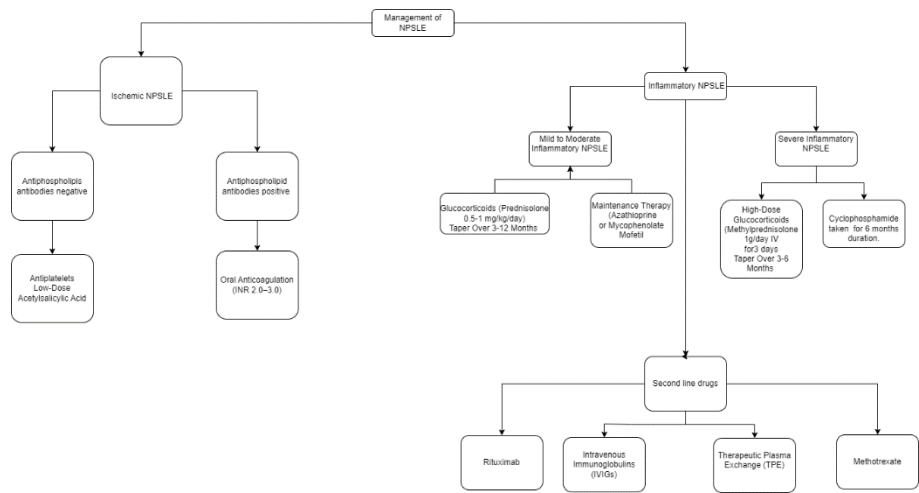 Management of
NPSLE
Ischemic NPSLE
Inflammatory NPSLE
Mild to Moderate
Inflammatory NPSLE
Severe Inflammatory
NPSLE
Antiphospholipis
antibodies negative
Antiphospholipid
antibodies positive
Glucocorticoids (Prednisolone
0.5-1 mg/kg/day)
Taper Over 3-12 Months
Maintenance Therapy
(Azathioprine
or Mycophenolate
Mofetil
High-Dose
Glucocorticoids
(Methylprednisolone
1g/day IV
for3 days
Taper Over 3-6
Months
Cyclophosphamide
taken for 6 months
duration.
Antiplatelets
Low-Dose
Acetylsalicylic Acid
Oral Anticoagulation
(INR 2.0–3.0)
Second line drugs
Rituximab
Intravenous
Immunoglobulins
(IVIGs)
Therapeutic Plasma
Exchange (TPE)
Methotrexate